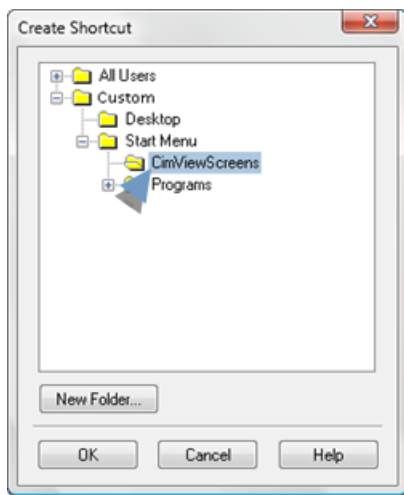 Create Shortcut
All Users
Custom
Desktop
Start Menu
CimViewScreens
Programs
New Folder...
OK Cancel Help